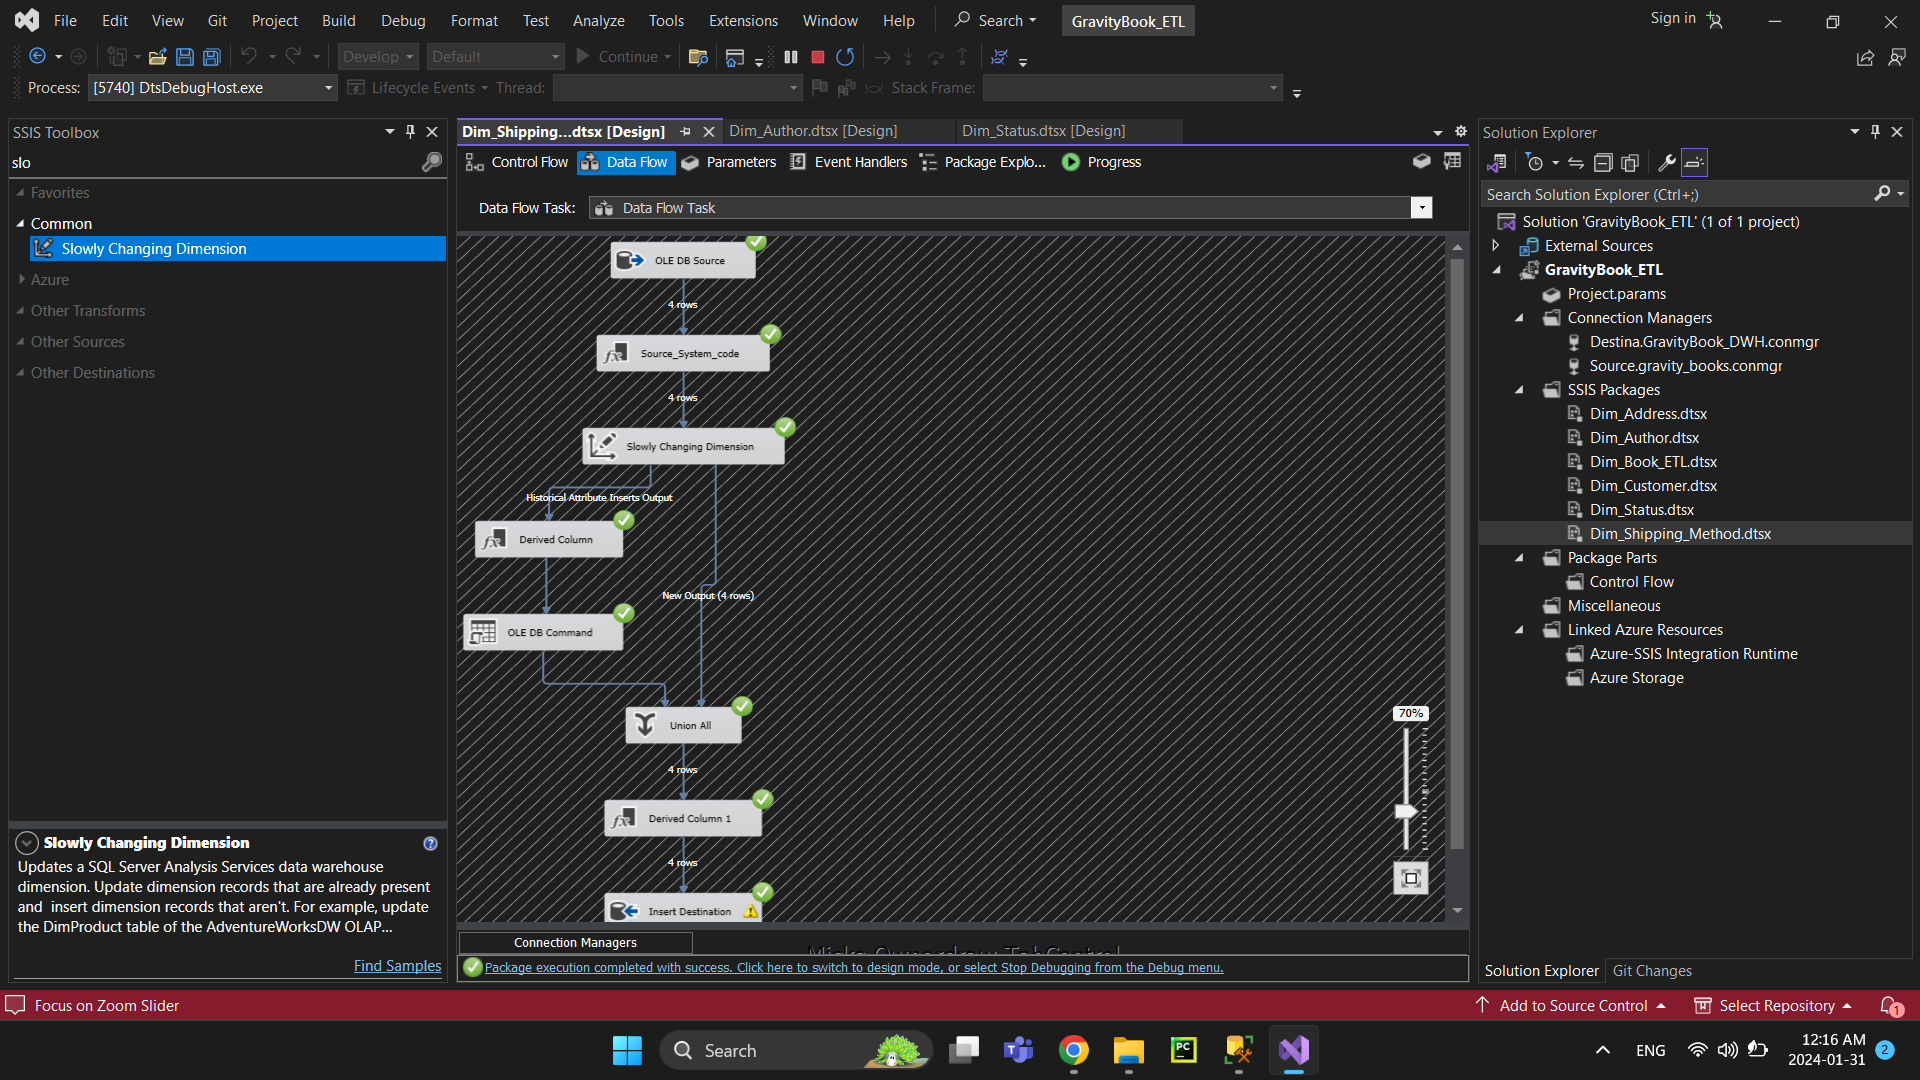 File Edit View Git Project Build Debug Format Test Analyze Tools Extensions Window Help Search GravityBook_ETL Sign in
Develop Default Continue
Process: [5740] DtsDebugHost.exe Lifecycle Events Thread: Stack Frame:
SSIS Toolbox
slo
Favorites
Common
Slowly Changing Dimension
Azure
Other Transforms
Other Sources
Other Destinations
Slowly Changing Dimension
Updates a SQL Server Analysis Services data warehouse
dimension. Update dimension records that are already present
and insert dimension records that aren't. For example, update
the DimProduct table of the AdventureWorksDW OLAP...
Find Samples
Dim_Shipping...dtsx [Design] Dim_Author.dtsx [Design] Dim_Status.dtsx [Design]
Control Flow Data Flow Parameters Event Handlers Package Explo... Progress
Data Flow Task: Data Flow Task
OLE DB Source
4 rows
Source_System_code
4 rows
Slowly Changing Dimension
Historical Attribute Inserts Output
Derived Column
New Output (4 rows)
OLE DB Command
Union All
4 rows
Derived Column 1
4 rows
Insert Destination
70%
Connection Managers
Package execution completed with success. Click here to switch to design mode, or select Stop Debugging from the Debug menu.
Solution Explorer
Search Solution Explorer (Ctrl+;)
Solution 'GravityBook_ETL' (1 of 1 project)
External Sources
GravityBook_ETL
Project.params
Connection Managers
Destina.GravityBook_DWH.conmgr
Source.gravity_books.conmgr
SSIS Packages
Dim_Address.dtsx
Dim_Author.dtsx
Dim_Book_ETL.dtsx
Dim_Customer.dtsx
Dim_Status.dtsx
Dim_Shipping_Method.dtsx
Package Parts
Control Flow
Miscellaneous
Linked Azure Resources
Azure-SSIS Integration Runtime
Azure Storage
Solution Explorer Git Changes
Focus on Zoom Slider Add to Source Control Select Repository 1
Search PC ENG 12:16 AM 2
2024-01-31